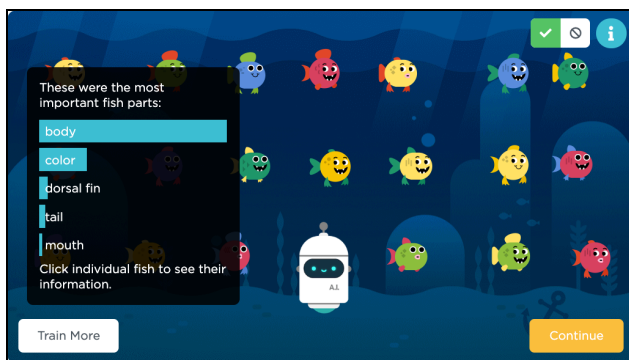 These were the most
important fish parts:
body
color
dorsal fin
tail
mouth
Click individual fish to see their
information.
A.I.
Train More
Continue
i